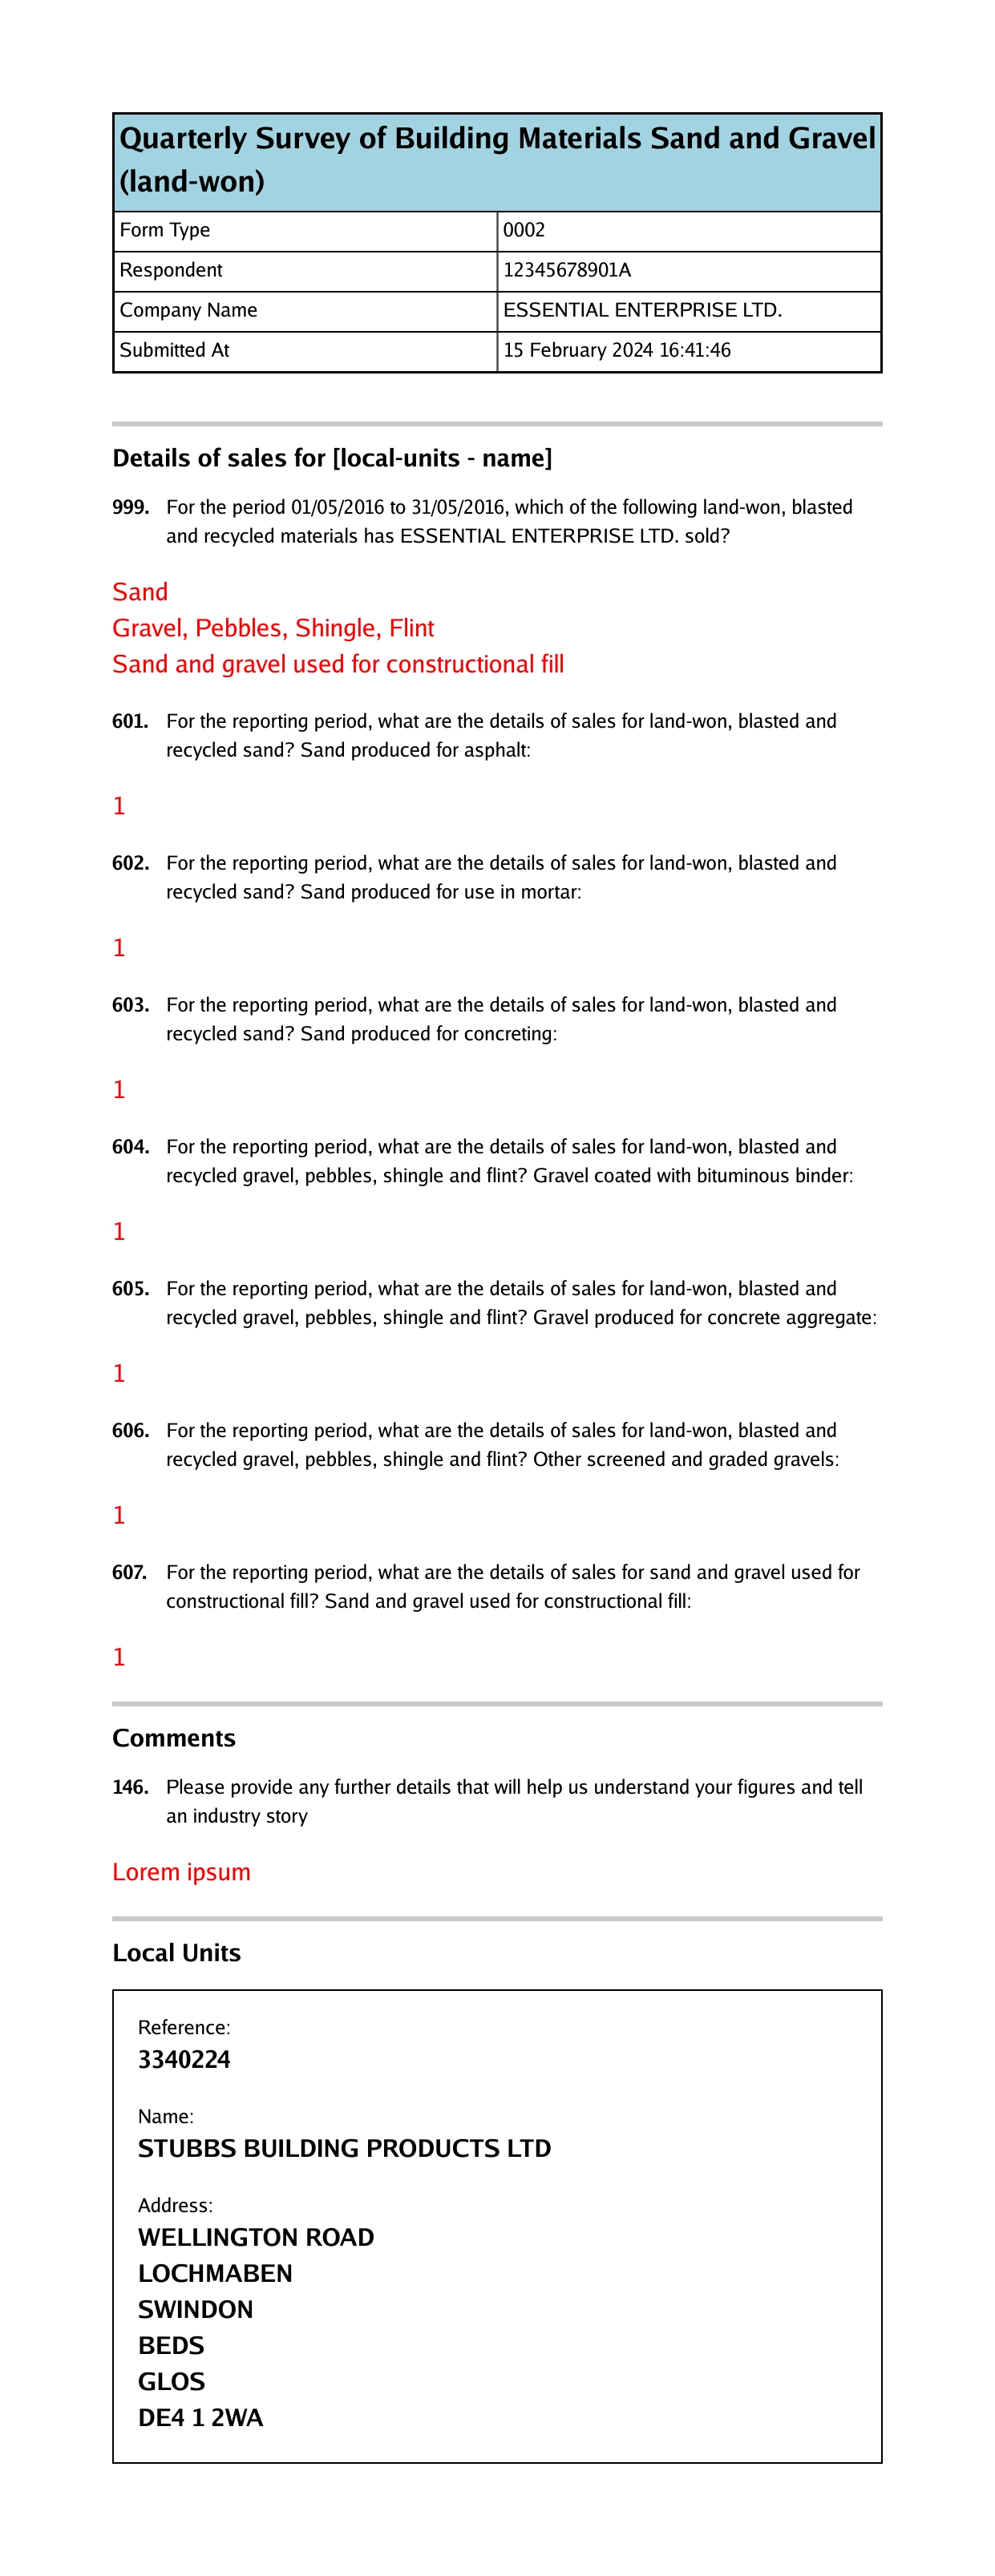 Quarterly Survey of Building Materials Sand and Gravel
(land-won)
Form Type 0002
Respondent 12345678901A
Company Name ESSENTIAL ENTERPRISE LTD.
Submitted At 15 February 2024 16:41:46
Details of sales for [local-units - name]
999. For the period 01/05/2016 to 31/05/2016, which of the following land-won, blasted
and recycled materials has ESSENTIAL ENTERPRISE LTD. sold?
Sand
Gravel, Pebbles, Shingle, Flint
Sand and gravel used for constructional fill
601. For the reporting period, what are the details of sales for land-won, blasted and
recycled sand? Sand produced for asphalt:
1
602. For the reporting period, what are the details of sales for land-won, blasted and
recycled sand? Sand produced for use in mortar:
1
603. For the reporting period, what are the details of sales for land-won, blasted and
recycled sand? Sand produced for concreting:
1
604. For the reporting period, what are the details of sales for land-won, blasted and
recycled gravel, pebbles, shingle and flint? Gravel coated with bituminous binder:
1
605. For the reporting period, what are the details of sales for land-won, blasted and
recycled gravel, pebbles, shingle and flint? Gravel produced for concrete aggregate:
1
606. For the reporting period, what are the details of sales for land-won, blasted and
recycled gravel, pebbles, shingle and flint? Other screened and graded gravels:
1
607. For the reporting period, what are the details of sales for sand and gravel used for
constructional fill? Sand and gravel used for constructional fill:
1
Comments
146. Please provide any further details that will help us understand your figures and tell
an industry story
Lorem ipsum
Local Units
Reference:
3340224
Name:
STUBBS BUILDING PRODUCTS LTD
Address:
WELLINGTON ROAD
LOCHMABEN
SWINDON
BEDS
GLOS
DE4 1 2WA